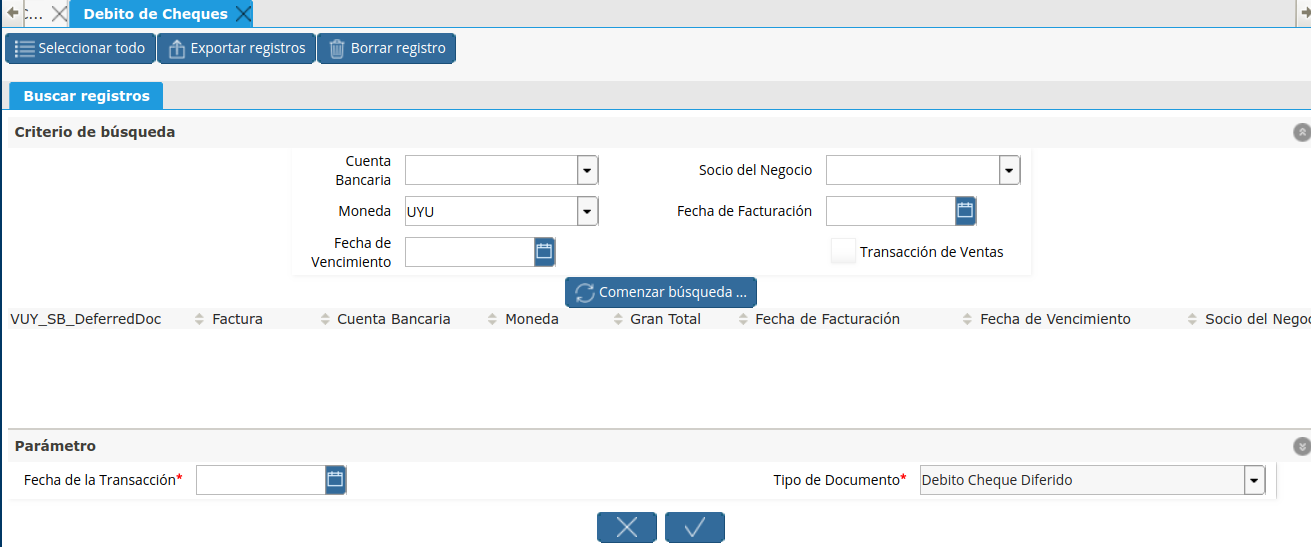 Debito de Cheques
Seleccionar todo Exportar registros Borrar registro
Buscar registros
Criterio de búsqueda
Cuenta Bancaria
Socio del Negocio
Moneda UYU
Fecha de Facturación
Fecha de Vencimiento
Transacción de Ventas
Comenzar búsqueda ...
VUY_SB_DeferredDoc Factura Cuenta Bancaria Moneda Gran Total Fecha de Facturación Fecha de Vencimiento Socio del Negoc
Parámetro
Fecha de la Transacción* Tipo de Documento* Debito Cheque Diferido